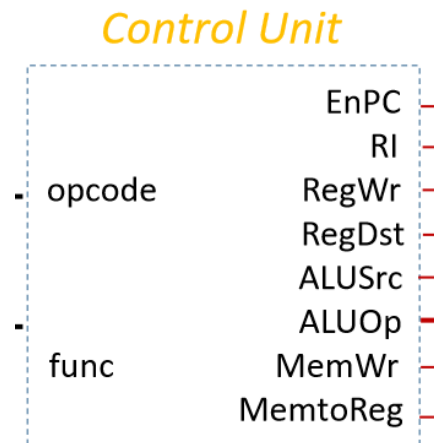 Control Unit
EnPC
RI
opcode
RegWr
RegDst
ALUSrc
ALUOp
func
MemWr
MemtoReg